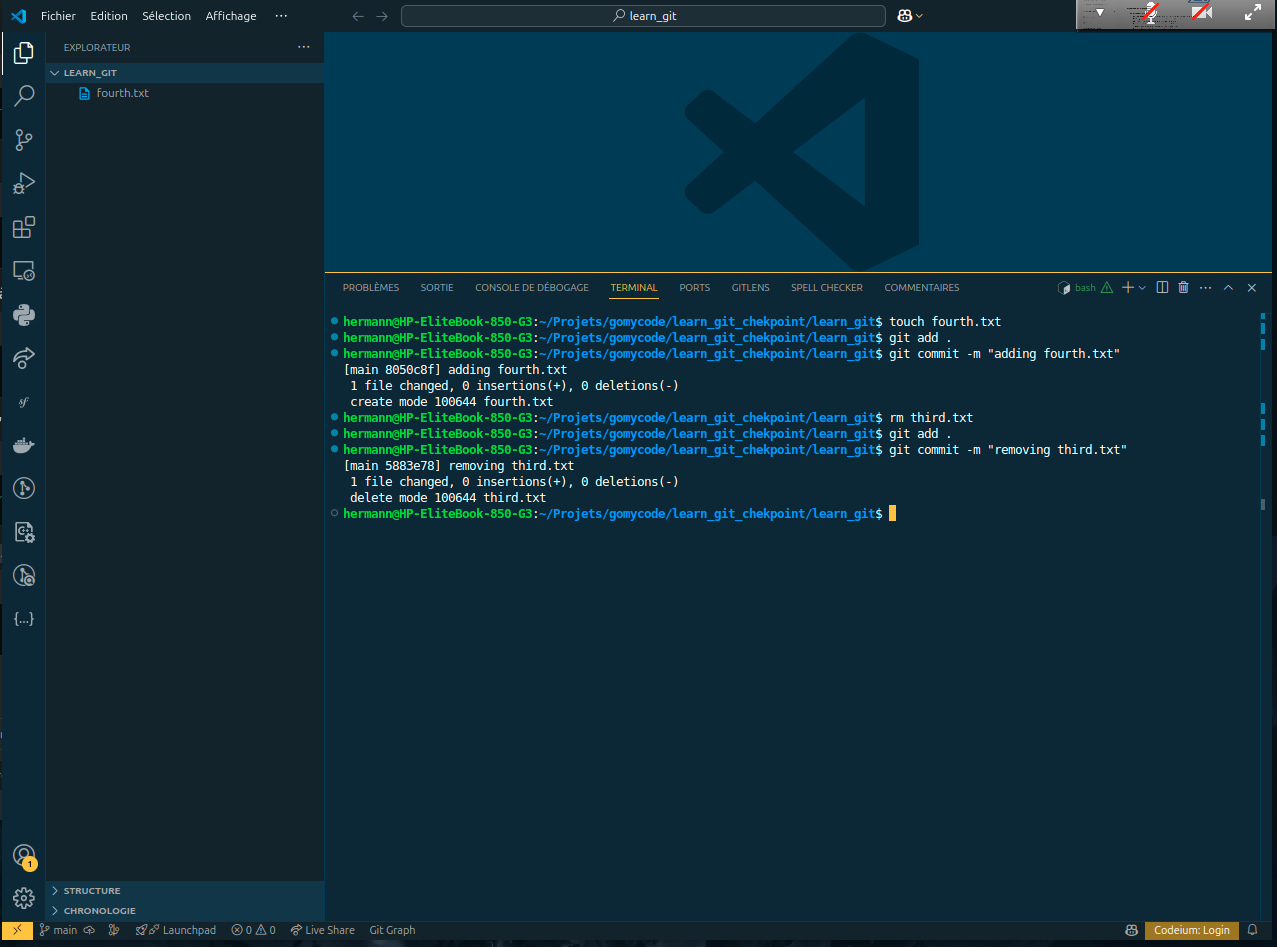 Fichier Edition Sélection Affichage ···
learn_git
EXPLORATEUR ···
LEARN_GIT
fourth.txt
PROBLÈMES SORTIE CONSOLE DE DÉBOGAGE TERMINAL PORTS GITLENS SPELL CHECKER COMMENTAIRES
bash
hermann@HP-EliteBook-850-G3:~/Projets/gomycode/learn_git_chekpoint/learn_git$ touch fourth.txt
hermann@HP-EliteBook-850-G3:~/Projets/gomycode/learn_git_chekpoint/learn_git$ git add .
hermann@HP-EliteBook-850-G3:~/Projets/gomycode/learn_git_chekpoint/learn_git$ git commit -m "adding fourth.txt"
[main 8050c8f] adding fourth.txt
1 file changed, 0 insertions(+), 0 deletions(-)
create mode 100644 fourth.txt
hermann@HP-EliteBook-850-G3:~/Projets/gomycode/learn_git_chekpoint/learn_git$ rm third.txt
hermann@HP-EliteBook-850-G3:~/Projets/gomycode/learn_git_chekpoint/learn_git$ git add .
hermann@HP-EliteBook-850-G3:~/Projets/gomycode/learn_git_chekpoint/learn_git$ git commit -m "removing third.txt"
[main 5883e78] removing third.txt
1 file changed, 0 insertions(+), 0 deletions(-)
delete mode 100644 third.txt
hermann@HP-EliteBook-850-G3:~/Projets/gomycode/learn_git_chekpoint/learn_git$
sf
{...}
1
STRUCTURE
CHRONOLOGIE
main Launchpad 0 0 Live Share Git Graph Codeium: Login